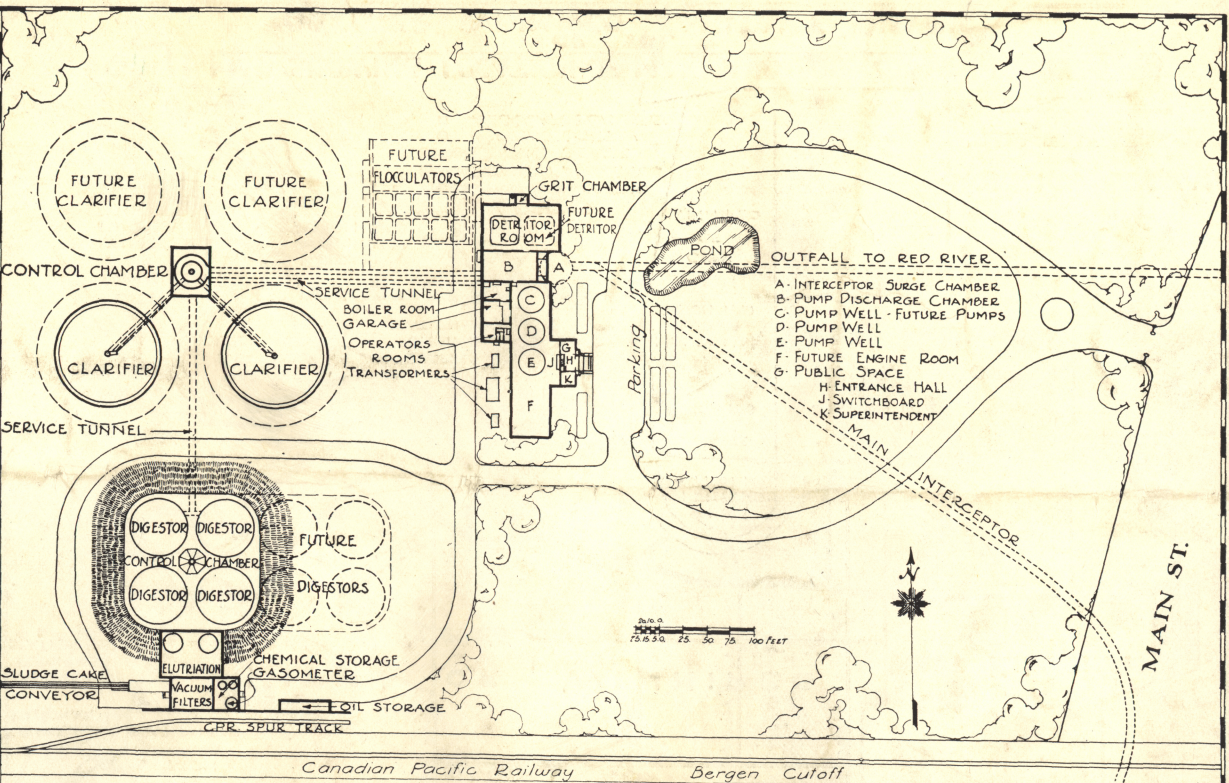 FUTURE
CLARIFIER
FUTURE
CLARIFIER
FUTURE
FLOCCULATORS
GRIT CHAMBER
DETRITOR
ROOM
FUTURE
DETRITOR
CONTROL CHAMBER
B
A
POND
OUTFALL TO RED RIVER
SERVICE TUNNEL
BOILER ROOM
GARAGE
OPERATORS
ROOMS
TRANSFORMERS
C
D
E
F
G
H
J
K
Parking
A- INTERCEPTOR SURGE CHAMBER
B- PUMP DISCHARGE CHAMBER
C- PUMP WELL - FUTURE PUMPS
D- PUMP WELL
E- PUMP WELL
F- FUTURE ENGINE ROOM
G- PUBLIC SPACE
H- ENTRANCE HALL
J- SWITCHBOARD
K- SUPERINTENDENT
CLARIFIER
CLARIFIER
SERVICE TUNNEL
MAIN INTERCEPTOR
DIGESTOR
DIGESTOR
CONTROL CHAMBER
DIGESTOR
DIGESTOR
FUTURE
DIGESTORS
N
25. 50 75. 100 FEET
MAIN ST.
ELUTRIATION
CHEMICAL STORAGE
GASOMETER
SLUDGE CAKE
CONVEYOR
VACUUM
FILTERS
OIL STORAGE
C.P.R. SPUR TRACK
Canadian Pacific Railway Bergen Cutoff